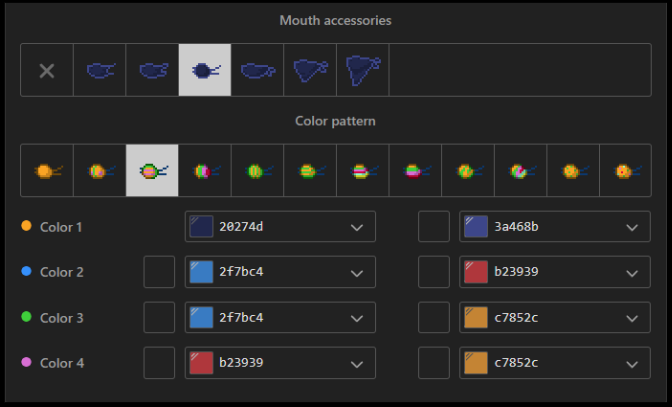 Mouth accessories
Color pattern
Color 1 20274d 3a468b
Color 2 2f7bc4 b23939
Color 3 2f7bc4 c7852c
Color 4 b23939 c7852c